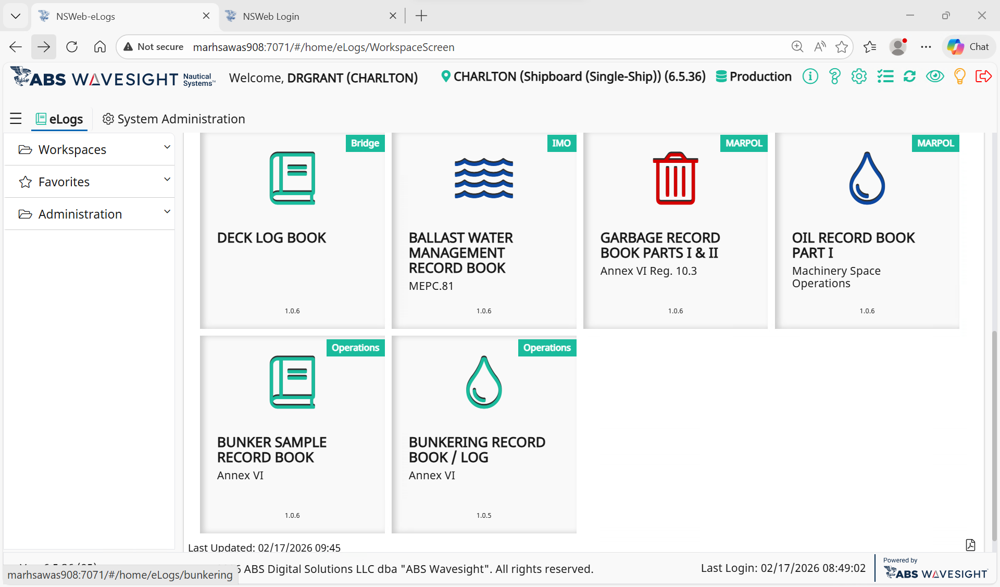 NSWeb-eLogs
NSWeb Login
Not secure marhsawas908:7071/#/home/eLogs/WorkspaceScreen
Chat
ABS WAVESIGHT Nautical Systems™
Welcome, DRGRANT (CHARLTON)
CHARLTON (Shipboard (Single-Ship)) (6.5.36)
Production
eLogs
System Administration
Workspaces
Favorites
Administration
Bridge
DECK LOG BOOK
1.0.6
IMO
BALLAST WATER
MANAGEMENT
RECORD BOOK
MEPC.81
1.0.6
MARPOL
GARBAGE RECORD
BOOK PARTS I & II
Annex VI Reg. 10.3
1.0.6
MARPOL
OIL RECORD BOOK
PART I
Machinery Space
Operations
1.0.6
Operations
BUNKER SAMPLE
RECORD BOOK
Annex VI
1.0.6
Operations
BUNKERING RECORD
BOOK / LOG
Annex VI
1.0.5
Last Updated: 02/17/2026 09:45
6 ABS Digital Solutions LLC dba "ABS Wavesight". All rights reserved.
Last Login: 02/17/2026 08:49:02
Powered by
ABS WAVESIGHT
marhsawas908:7071/#/home/eLogs/bunkering